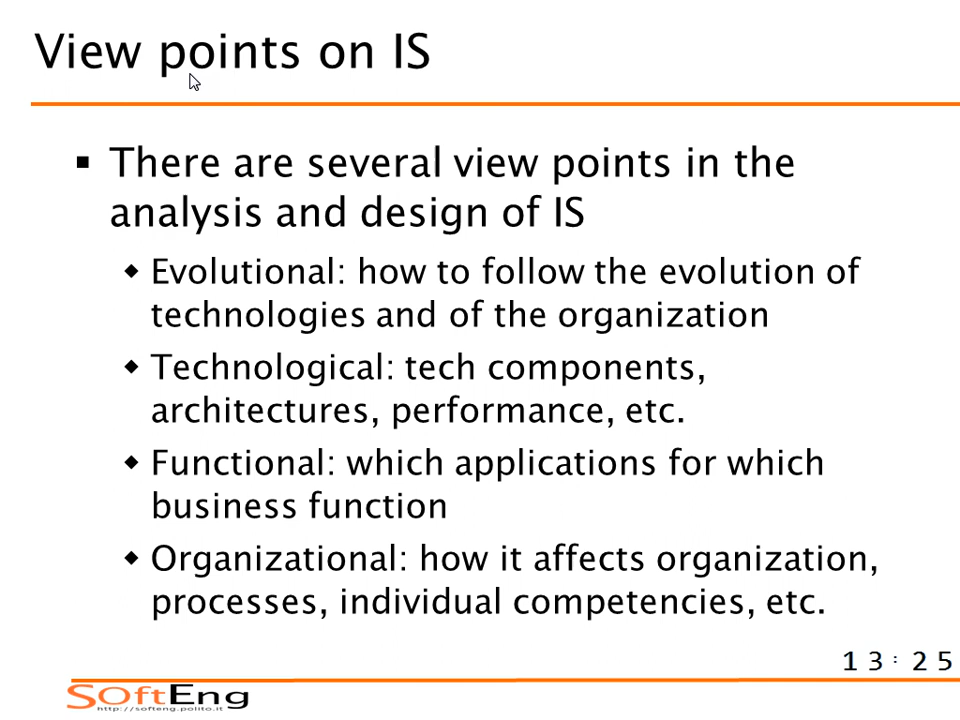 View points on IS
▪ There are several view points in the
analysis and design of IS
◆ Evolutional: how to follow the evolution of
technologies and of the organization
◆ Technological: tech components,
architectures, performance, etc.
◆ Functional: which applications for which
business function
◆ Organizational: how it affects organization,
processes, individual competencies, etc.
13:25
SoftEng
http://softeng.polito.it